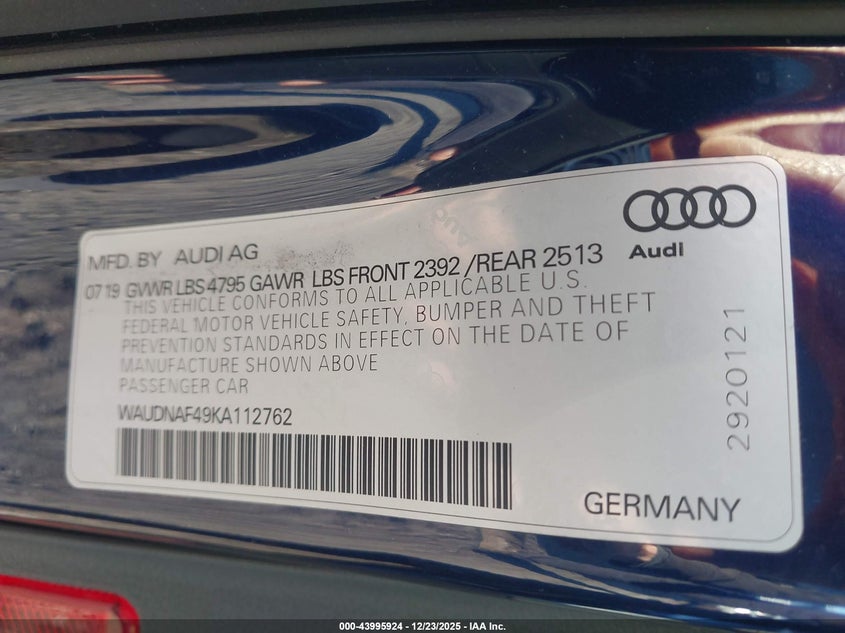 MFD. BY AUDI AG
Audi
07 19 GVWR LBS 4795 GAWR LBS FRONT 2392 /REAR 2513
THIS VEHICLE CONFORMS TO ALL APPLICABLE U.S.
FEDERAL MOTOR VEHICLE SAFETY, BUMPER AND THEFT
PREVENTION STANDARDS IN EFFECT ON THE DATE OF
MANUFACTURE SHOWN ABOVE
PASSENGER CAR
WAUDNAF49KA112762
2920121
GERMANY
000-43995924 - 12/23/2025 - IAA Inc.